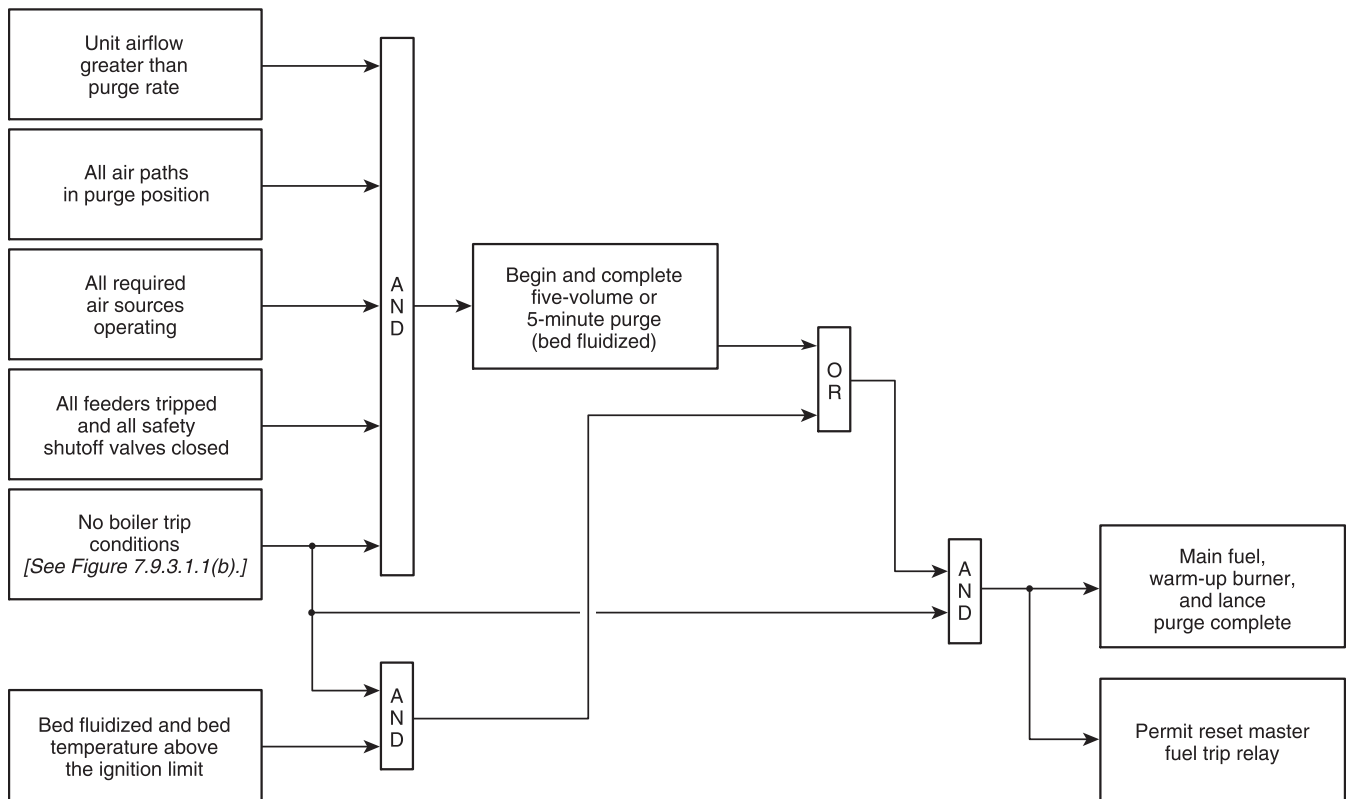 Unit airflow
greater than
purge rate
All air paths
in purge position
All required
air sources
operating
All feeders tripped
and all safety
shutoff valves closed
No boiler trip
conditions
[See Figure 7.9.3.1.1(b).]
Bed fluidized and bed
temperature above
the ignition limit
A
N
D
A
N
D
Begin and complete
five-volume or
5-minute purge
(bed fluidized)
O
R
A
N
D
Main fuel,
warm-up burner,
and lance
purge complete
Permit reset master
fuel trip relay